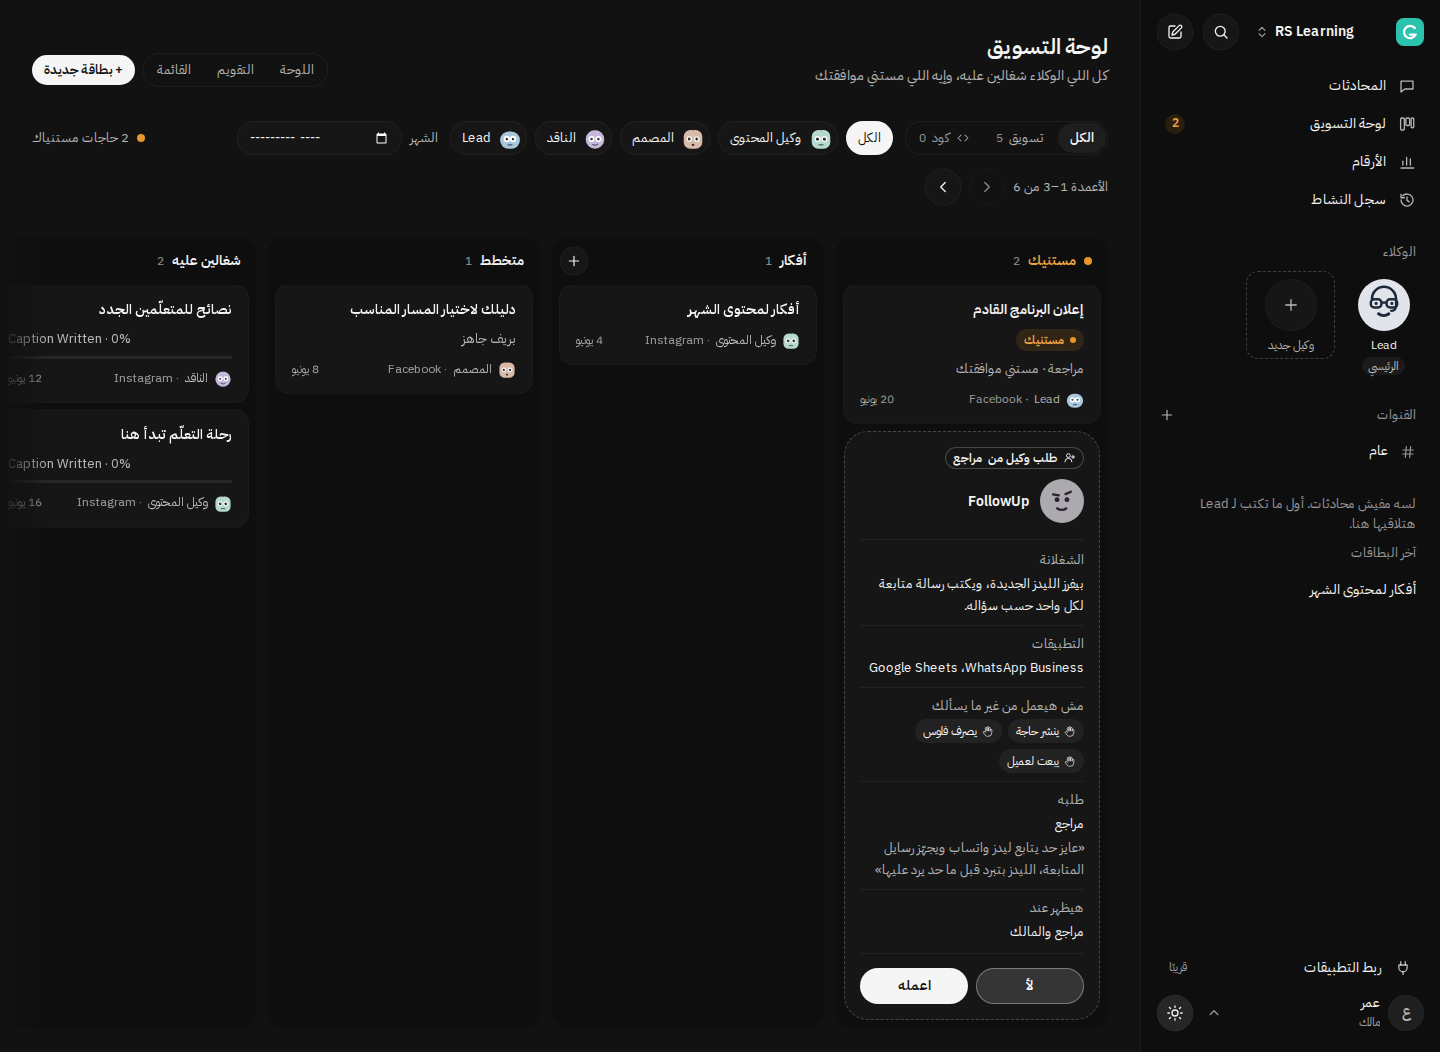 RS Learning
المحادثات
لوحة التسويق 2
الأرقام
سجل النشاط
الوكلاء
Lead
الرئيسي
وكيل جديد
القنوات
عام
لسه مفيش محادثات. أول ما تكتب لـ Lead
هتلاقيها هنا.
آخر البطاقات
أفكار لمحتوى الشهر
ربط التطبيقات قريبًا
ع
عمر
مالك
لوحة التسويق
كل اللي الوكلاء شغالين عليه، وإيه اللي مستني موافقتك
اللوحة التقويم القائمة
+ بطاقة جديدة
الكل تسويق 5 كود 0
الكل وكيل المحتوى المصمم الناقد Lead
الشهر --------- ----
2 حاجات مستنياك
الأعمدة 1–3 من 6
مستنيك 2
إعلان البرنامج القادم
مستنيك
مراجعة · مستني موافقتك
Lead · Facebook 20 يونيو
طلب وكيل من مراجع
FollowUp
الشغلانة
بيفرز الليدز الجديدة، ويكتب رسالة متابعة
لكل واحد حسب سؤاله.
التطبيقات
Google Sheets ،WhatsApp Business
مش هيعمل من غير ما يسألك
ينشر حاجة يصرف فلوس
يبعت لعميل
طلبه
مراجع
«عايز حد يتابع ليدز واتساب ويجهّز رسايل
المتابعة، الليدز بتبرد قبل ما حد يرد عليها»
هيظهر عند
مراجع والمالك
لأ اعمله
أفكار 1
أفكار لمحتوى الشهر
وكيل المحتوى · Instagram 4 يونيو
متخطط 1
دليلك لاختيار المسار المناسب
بريف جاهز
المصمم · Facebook 8 يونيو
شغالين عليه 2
نصائح للمتعلّمين الجدد
Caption Written · 0%
الناقد · Instagram 12 يونيو
رحلة التعلّم تبدأ هنا
Caption Written · 0%
وكيل المحتوى · Instagram 16 يونيو